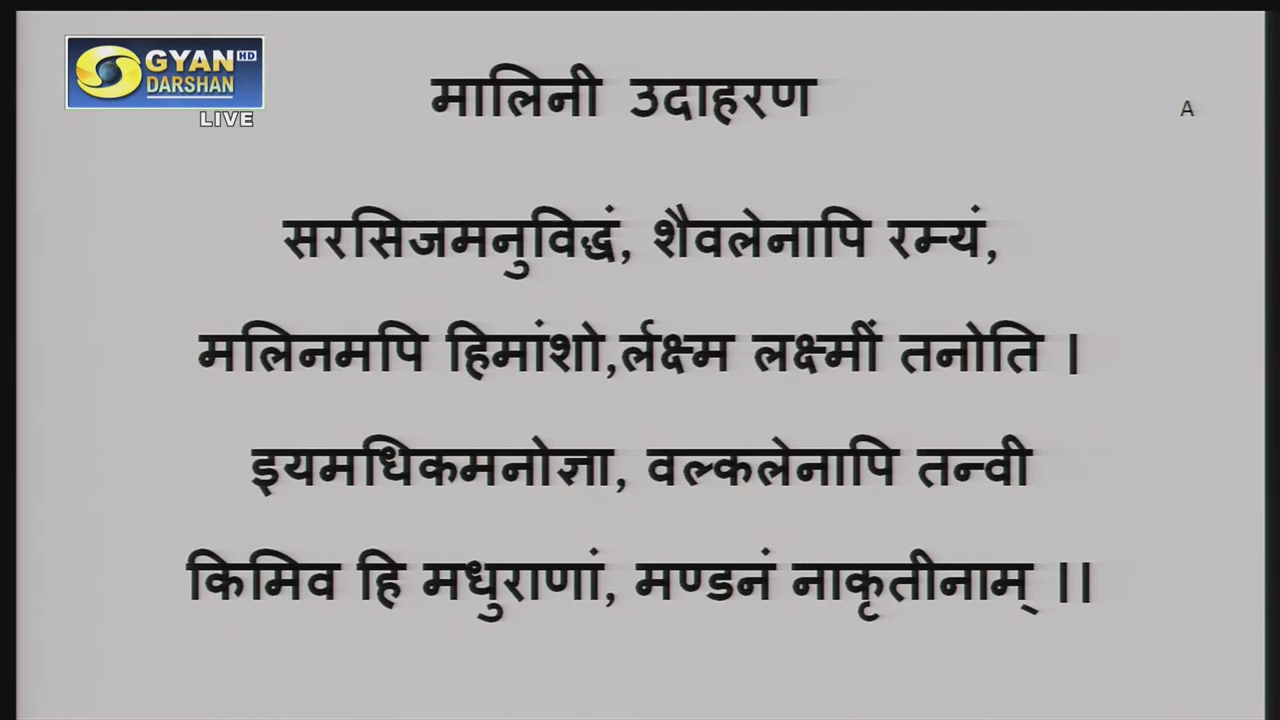 GYAN HD
DARSHAN
LIVE
मालिनी उदाहरण
A
सरसिजमनुविद्धं, शैवलेनापि रम्यं,
मलिनमपि हिमांशो,र्लक्ष्म लक्ष्मीं तनोति ।
इयमधिकमनोज्ञा, वल्कलेनापि तन्वी
किमिव हि मधुराणां, मण्डनं नाकृतीनाम् ।।